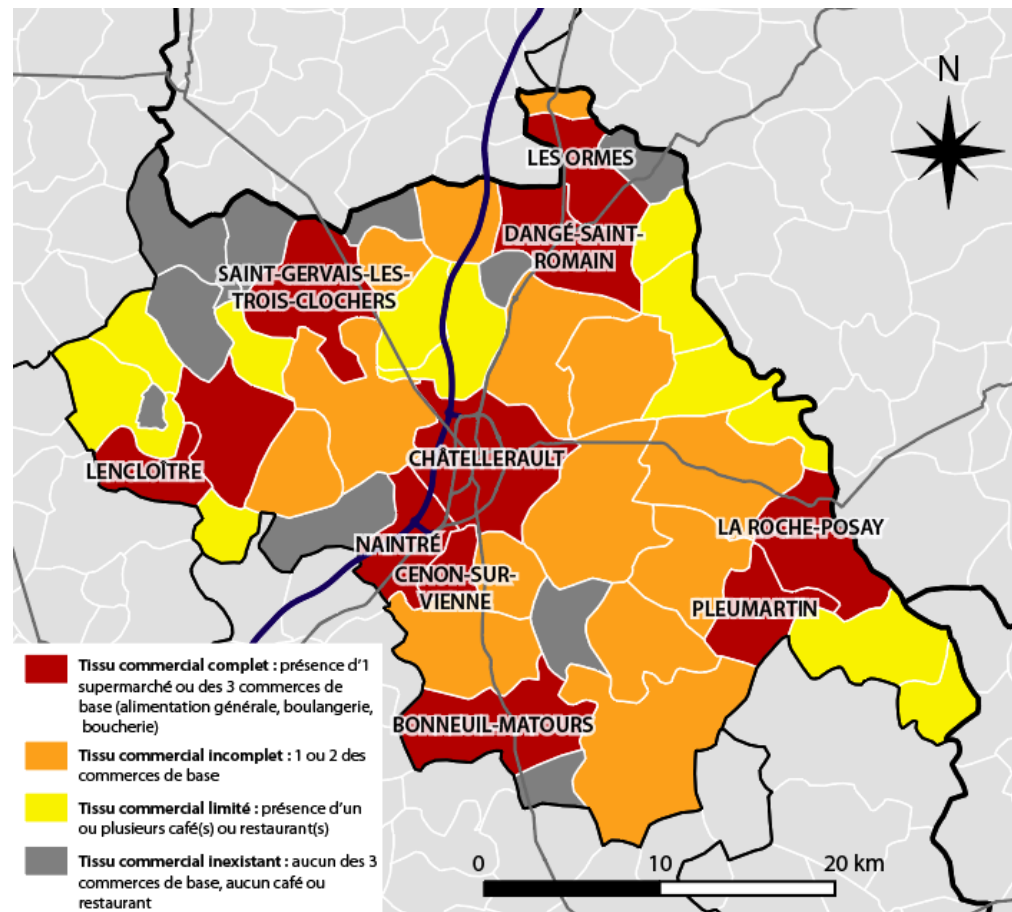 N
LES ORMES
DANGÉ-SAINT-
ROMAIN
SAINT-GERVAIS-LES-
TROIS-CLOCHERS
CHÂTELLERAULT
LENCLOÎTRE
LA ROCHE-POSAY
NAINTRÉ
CENON-SUR-
VIENNE
PLEUMARTIN
BONNEUIL-MATOURS
Tissu commercial complet : présence d'1
supermarché ou des 3 commerces de
base (alimentation générale, boulangerie,
boucherie)
Tissu commercial incomplet : 1 ou 2 des
commerces de base
Tissu commercial limité : présence d'un
ou plusieurs café(s) ou restaurant(s)
Tissu commercial inexistant : aucun des 3
commerces de base, aucun café ou
restaurant
0 10 20 km